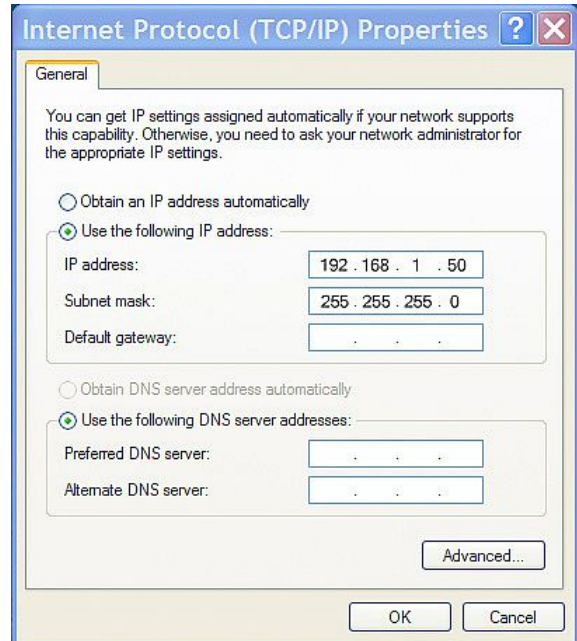 Internet Protocol (TCP/IP) Properties ?
General
You can get IP settings assigned automatically if your network supports
this capability. Otherwise, you need to ask your network administrator for
the appropriate IP settings.
Obtain an IP address automatically
Use the following IP address:
IP address: 192 . 168 . 1 . 50
Subnet mask: 255 . 255 . 255 . 0
Default gateway: . . .
Obtain DNS server address automatically
Use the following DNS server addresses:
Preferred DNS server: . . .
Alternate DNS server: . . .
Advanced...
OK Cancel